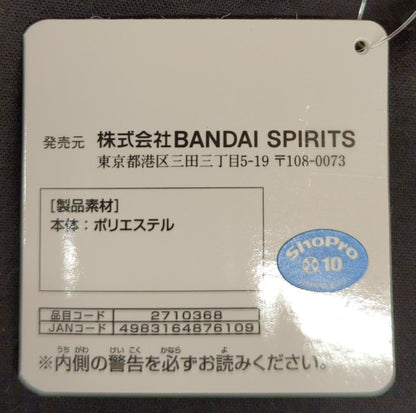 発売元 株式会社BANDAI SPIRITS
東京都港区三田三丁目5-19 〒108-0073
[製品素材]
本体：ポリエステル
ShoPro
10
品目コード 2710368
JANコード 4983164876109
うち がわ けい こく かなら よ
※内側の警告を必ずお読みください。